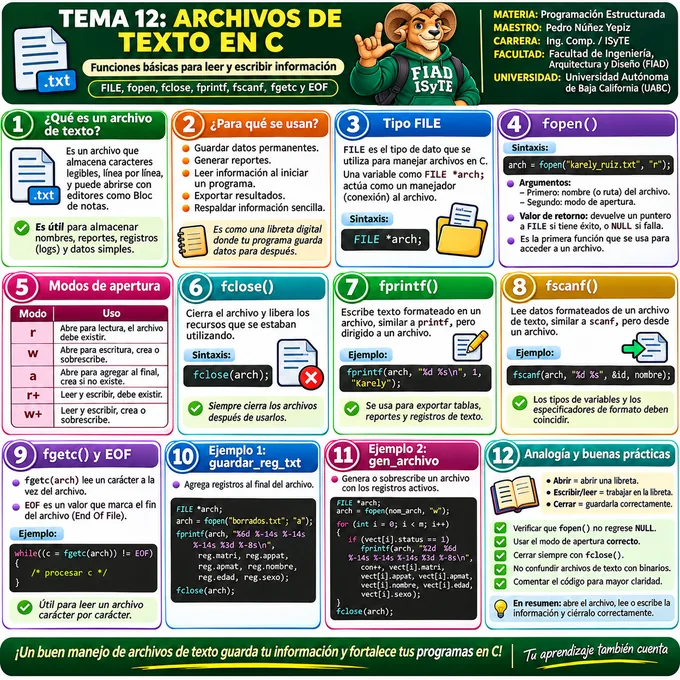 TEMA 12: ARCHIVOS DE
TEXTO EN C
Funciones básicas para leer y escribir información
FILE, fopen, fclose, fprintf, fscanf, fgetc y EOF
.txt
FIAD
ISyTE
MATERIA: Programación Estructurada
MAESTRO: Pedro Núñez Yepiz
CARRERA: Ing. Comp. / ISyTE
FACULTAD: Facultad de Ingeniería,
Arquitectura y Diseño (FIAD)
UNIVERSIDAD: Universidad Autónoma
de Baja California (UABC)
1 ¿Qué es un archivo
de texto?
Es un archivo que
almacena caracteres
legibles, línea por línea,
y puede abrirse con
editores como Bloc
de notas.
.txt
Es útil para almacenar
nombres, reportes, registros
(logs) y datos simples.
2 ¿Para qué se usan?
Guardar datos permanentes.
Generar reportes.
Leer información al iniciar
un programa.
Exportar resultados.
Respaldar información sencilla.
Es como una libreta digital
donde tu programa guarda
datos para después.
3 Tipo FILE
FILE es el tipo de dato que se
utiliza para manejar archivos en C.
Una variable como FILE *arch;
actúa como un manejador
(conexión) al archivo.
Sintaxis:
FILE *arch;
4 fopen()
Sintaxis:
arch = fopen("karely_ruiz.txt", "r");
Argumentos:
– Primero: nombre (o ruta) del archivo.
– Segundo: modo de apertura.
Valor de retorno: devuelve un puntero
a FILE si tiene éxito, o NULL si falla.
Es la primera función que se usa para
acceder a un archivo.
5 Modos de apertura
Modo Uso
r Abre para lectura, el archivo
debe existir.
w Abre para escritura, crea o
sobrescribe.
a Abre para agregar al final,
crea si no existe.
r+ Leer y escribir, debe existir.
w+ Leer y escribir, crea o
sobrescribe.
6 fclose()
Cierra el archivo y libera los
recursos que se estaban
utilizando.
Sintaxis:
fclose(arch);
Siempre cierra los archivos
después de usarlos.
7 fprintf()
Escribe texto formateado en un
archivo, similar a printf, pero
dirigido a un archivo.
Ejemplo:
fprintf(arch, "%d %s\n", 1,
"Karely");
Se usa para exportar tablas,
reportes y registros de texto.
8 fscanf()
Lee datos formateados de un archivo
de texto, similar a scanf, pero desde
un archivo.
Ejemplo:
fscanf(arch, "%d %s", &id, nombre);
Los tipos de variables y los
especificadores de formato deben
coincidir.
9 fgetc() y EOF
fgetc(arch) lee un carácter a la
vez del archivo.
EOF es un valor que marca el fin
del archivo (End Of File).
Ejemplo:
while((c = fgetc(arch)) != EOF)
{
/* procesar c */
}
Útil para leer un archivo
carácter por carácter.
10 Ejemplo 1:
guardar_reg_txt
Agrega registros al final del archivo.
FILE *arch;
arch = fopen("borrados.txt"; "a");
fprintf(arch, "%6d %-14s %-14s
%-14s %3d %-8s\n",
reg.matri, reg.appat,
reg.apmat, reg.nombre,
reg.edad, reg.sexo);
fclose(arch);
11 Ejemplo 2:
gen_archivo
Genera o sobrescribe un archivo
con los registros activos.
FILE *arch;
arch = fopen(nom_arch, "w");
for (int i = 0; i < m; i++)
{
if (vect[i].status == 1)
fprintf(arch, "%2d %6d
%-14s %-14s %-14s %3d %-8s\n",
con++, vect[i].matri,
vect[i].appat, vect[i].apmat,
vect[i].nombre, vect[i].edad,
vect[i].sexo);
}
fclose(arch);
12 Analogía y buenas prácticas
Abrir = abrir una libreta.
Escribir/leer = trabajar en la libreta.
Cerrar = guardarla correctamente.
Verificar que fopen() no regrese NULL.
Usar el modo de apertura correcto.
Cerrar siempre con fclose().
No confundir archivos de texto con binarios.
Comentar el código para mayor claridad.
En resumen: abre el archivo, lee o escribe la
información y ciérralo correctamente.
¡Un buen manejo de archivos de texto guarda tu información y fortalece tus programas en C!
Tu aprendizaje también cuenta